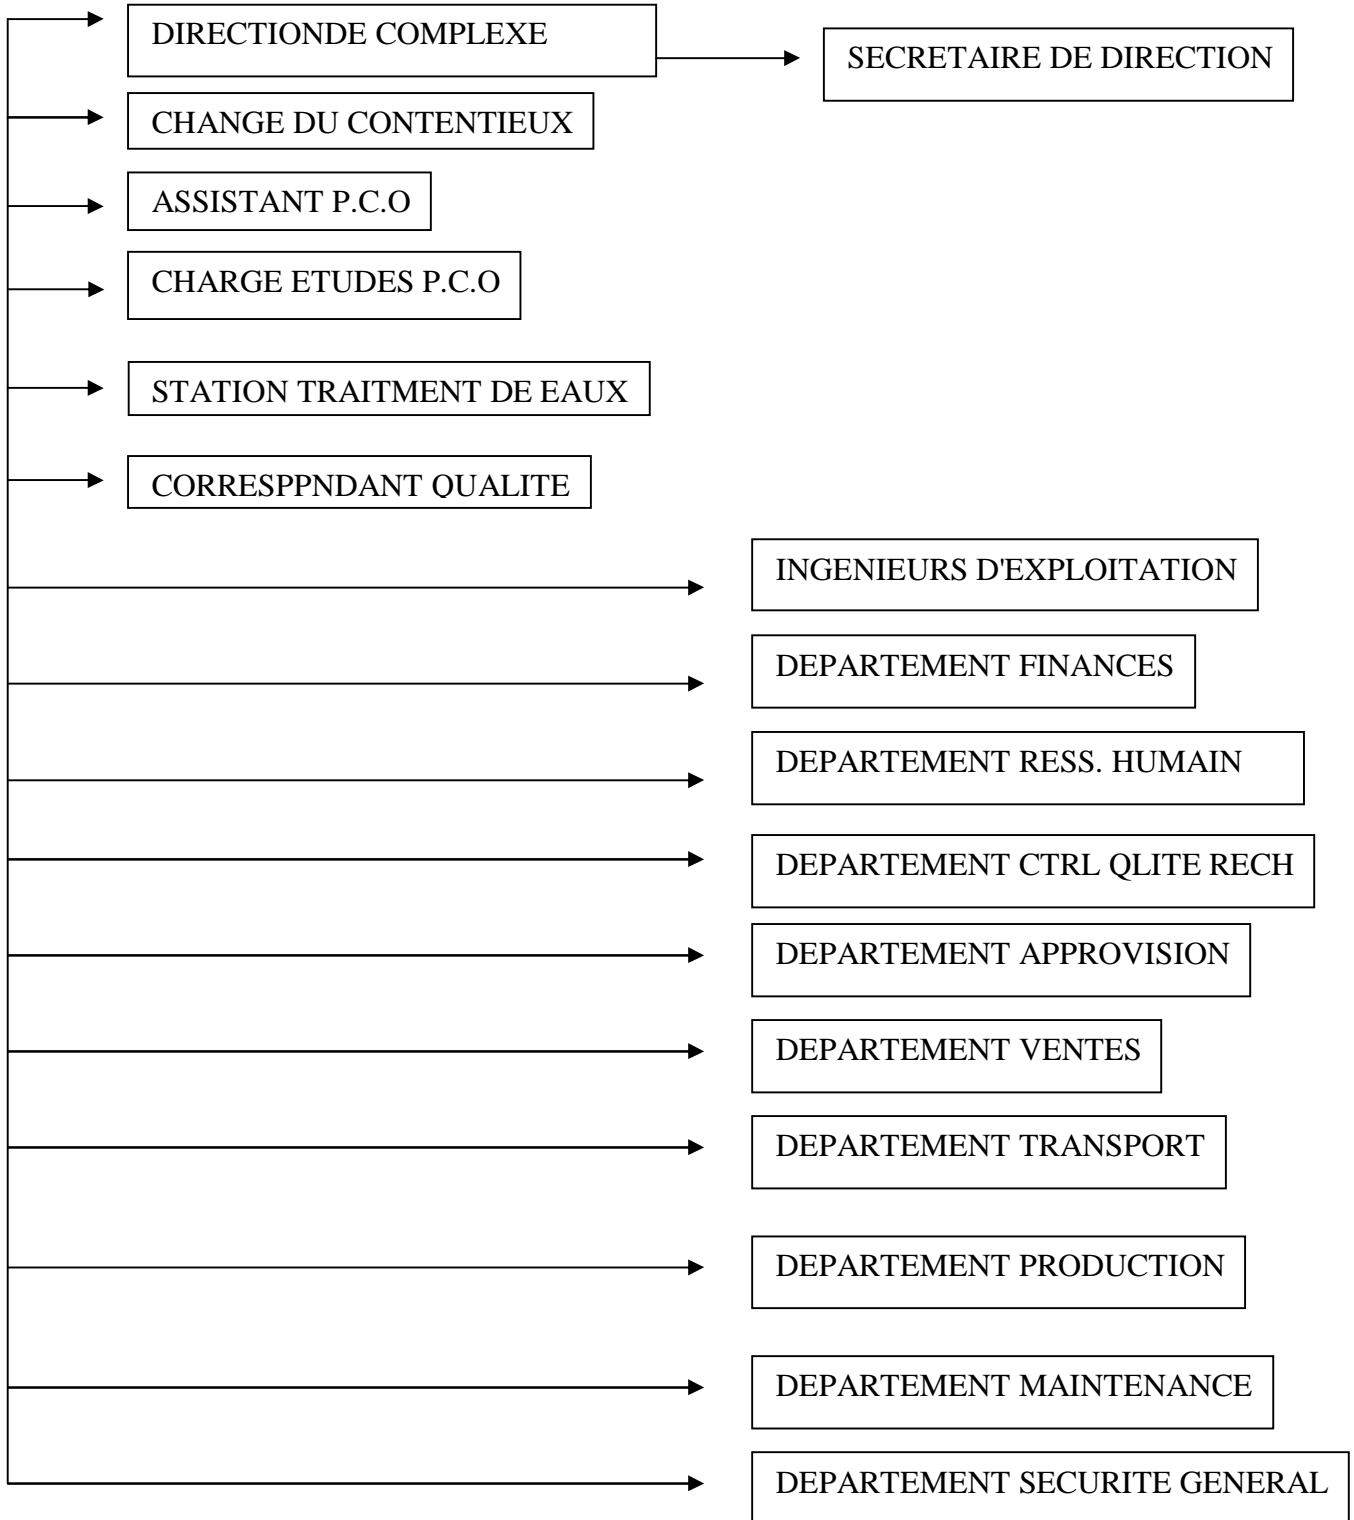 DIRECTIONDE COMPLEXE
SECRETAIRE DE DIRECTION
CHANGE DU CONTENTIEUX
ASSISTANT P.C.O
CHARGE ETUDES P.C.O
STATION TRAITMENT DE EAUX
CORRESPPNDANT QUALITE
INGENIEURS D'EXPLOITATION
DEPARTEMENT FINANCES
DEPARTEMENT RESS. HUMAIN
DEPARTEMENT CTRL QLITE RECH
DEPARTEMENT APPROVISION
DEPARTEMENT VENTES
DEPARTEMENT TRANSPORT
DEPARTEMENT PRODUCTION
DEPARTEMENT MAINTENANCE
DEPARTEMENT SECURITE GENERAL